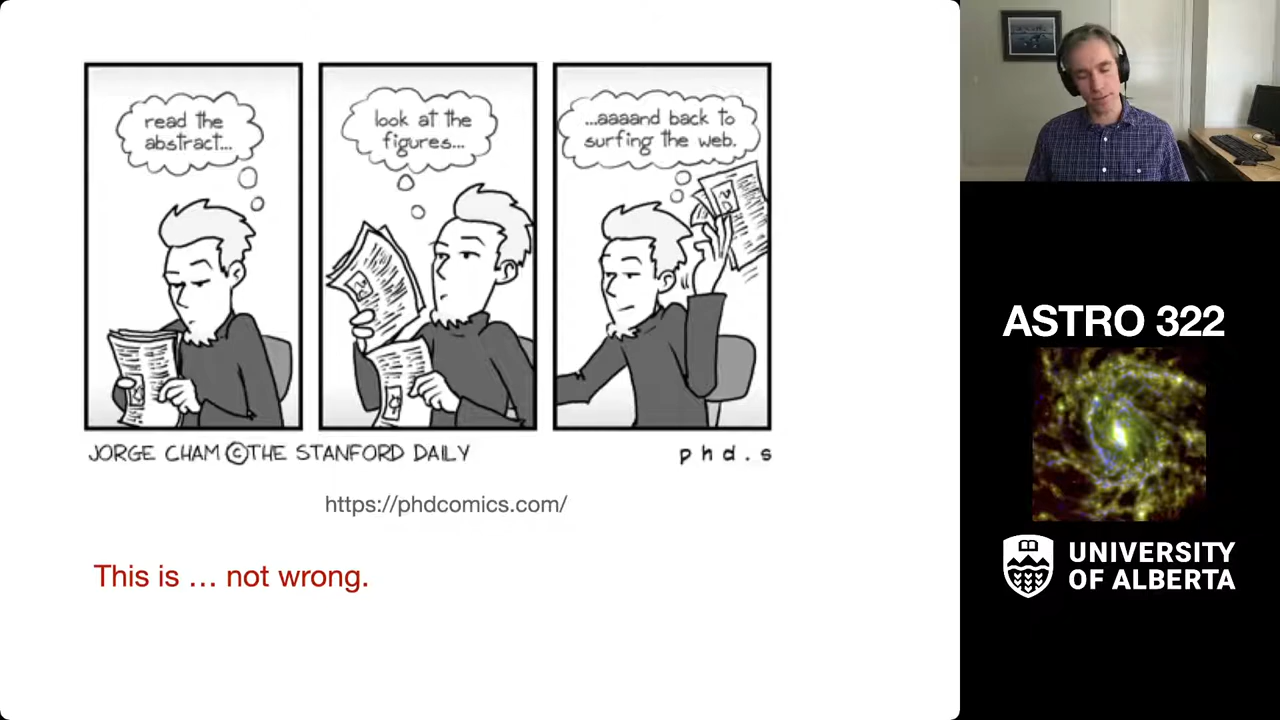 read the
abstract...
look at the
figures...
...aaaand back to
surfing the web.
JORGE CHAM ©THE STANFORD DAILY
phd.s
https://phdcomics.com/
This is … not wrong.
ASTRO 322
UNIVERSITY
OF ALBERTA